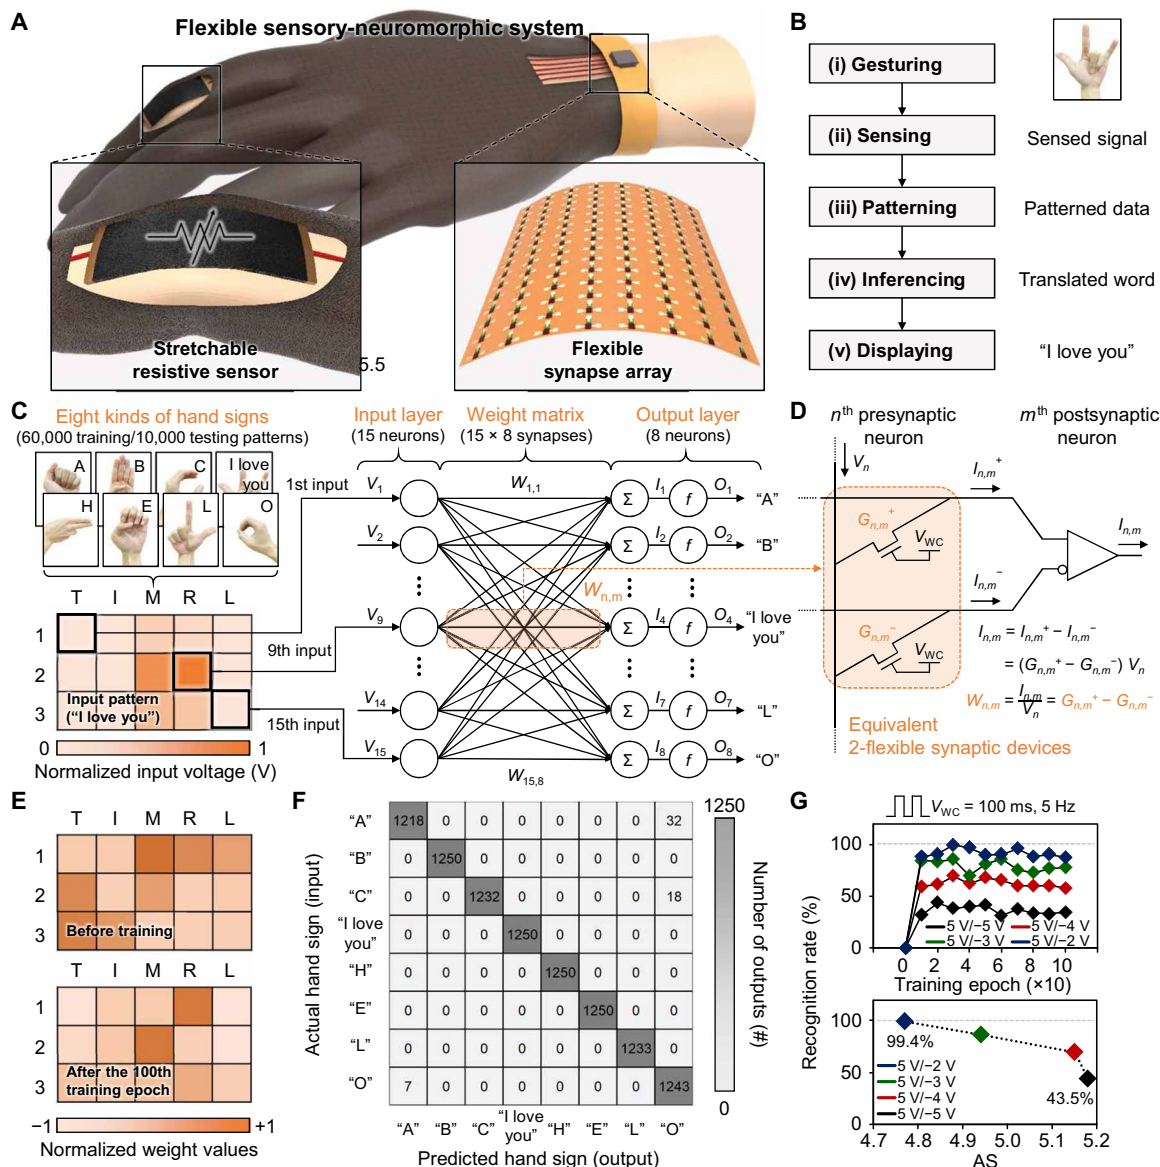 A
Flexible sensory-neuromorphic system
Stretchable
resistive sensor
5.5
Flexible
synapse array
B
(i) Gesturing
(ii) Sensing
Sensed signal
(iii) Patterning
Patterned data
(iv) Inferencing
Translated word
(v) Displaying
“I love you”
C
Eight kinds of hand signs
(60,000 training/10,000 testing patterns)
A
B
C
I love
you
H
E
L
O
T I M R L
1
2
3
Input pattern
(“I love you”)
0 1
Normalized input voltage (V)
1st input
9th input
15th input
Input layer
(15 neurons)
Weight matrix
(15 × 8 synapses)
Output layer
(8 neurons)
V1 W1,1 Σ I1 f O1 “A”
V2 Σ I2 f O2 “B”
Wn,m
V9 Σ I4 f O4 “I love
you”
V14 Σ I7 f O7 “L”
V15 W15,8 Σ I8 f O8 “O”
D
nth presynaptic
neuron
mth postsynaptic
neuron
Vn
In,m+
Gn,m+
VWC
In,m
In,m−
Gn,m−
VWC
In,m = In,m+ − In,m−
= (Gn,m+ − Gn,m−) Vn
Wn,m = In,m/Vn = Gn,m+ − Gn,m−
Equivalent
2-flexible synaptic devices
E
T I M R L
1
2
3
Before training
1
2
3
After the 100th
training epoch
−1 +1
Normalized weight values
F
Actual hand sign (input)
“A” 1218 0 0 0 0 0 0 32
“B” 0 1250 0 0 0 0 0 0
“C” 0 0 1232 0 0 0 0 18
“I love
you” 0 0 0 1250 0 0 0 0
“H” 0 0 0 0 1250 0 0 0
“E” 0 0 0 0 0 1250 0 0
“L” 0 0 0 0 0 0 1233 0
“O” 7 0 0 0 0 0 0 1243
“A” “B” “C” “I love
you” “H” “E” “L” “O”
Predicted hand sign (output)
1250
Number of outputs (#)
0
G
VWC = 100 ms, 5 Hz
Recognition rate (%)
100
50
0
5 V/−5 V 5 V/−4 V
5 V/−3 V 5 V/−2 V
0 2 4 6 8 10
Training epoch (×10)
100
50
0
99.4%
5 V/−2 V
5 V/−3 V
5 V/−4 V
5 V/−5 V
43.5%
4.7 4.8 4.9 5.0 5.1 5.2
AS